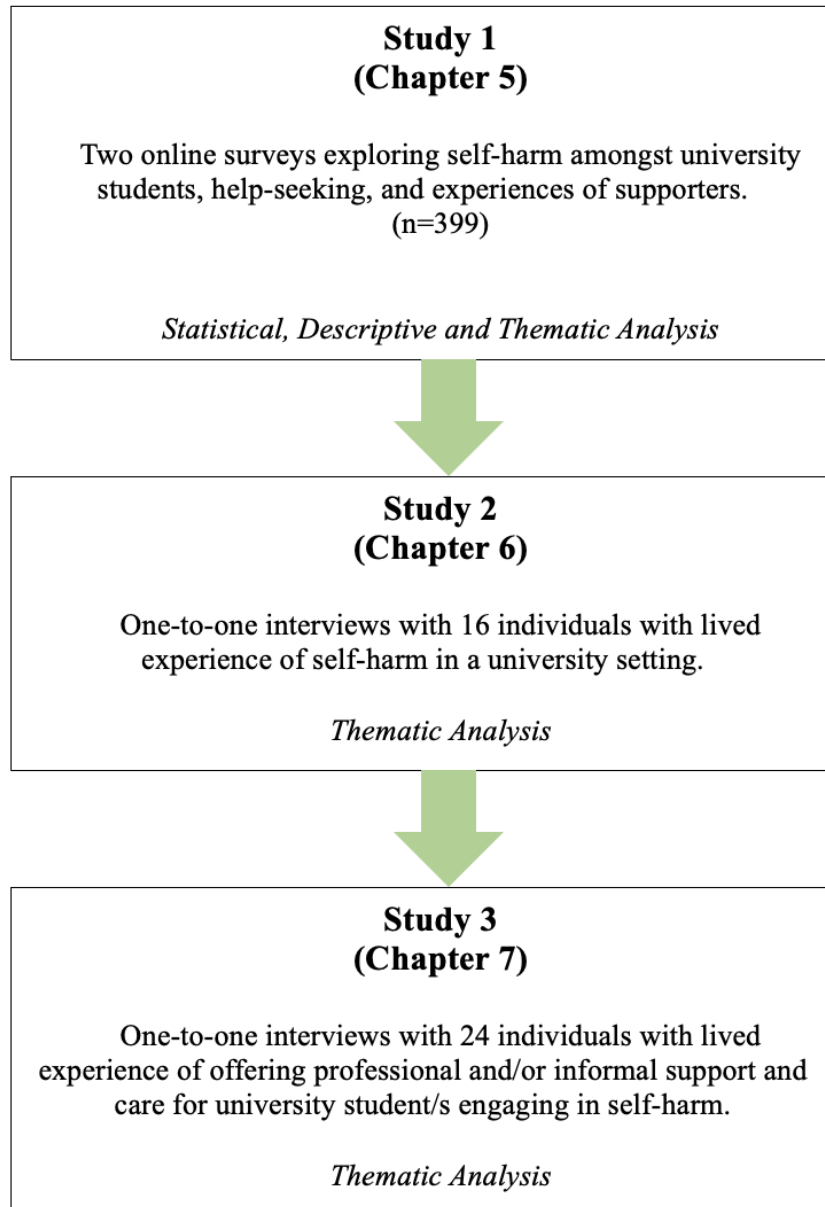 Study 1
(Chapter 5)
Two online surveys exploring self-harm amongst university
students, help-seeking, and experiences of supporters.
(n=399)
Statistical, Descriptive and Thematic Analysis
Study 2
(Chapter 6)
One-to-one interviews with 16 individuals with lived
experience of self-harm in a university setting.
Thematic Analysis
Study 3
(Chapter 7)
One-to-one interviews with 24 individuals with lived
experience of offering professional and/or informal support and
care for university student/s engaging in self-harm.
Thematic Analysis